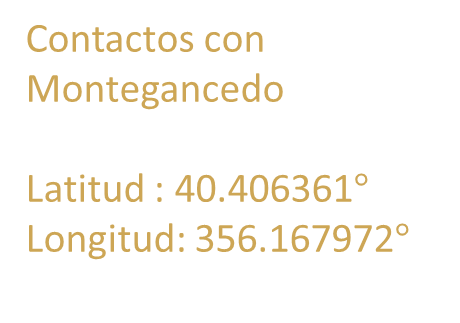 Contactos con
Montegancedo
Latitud : 40.406361°
Longitud: 356.167972°